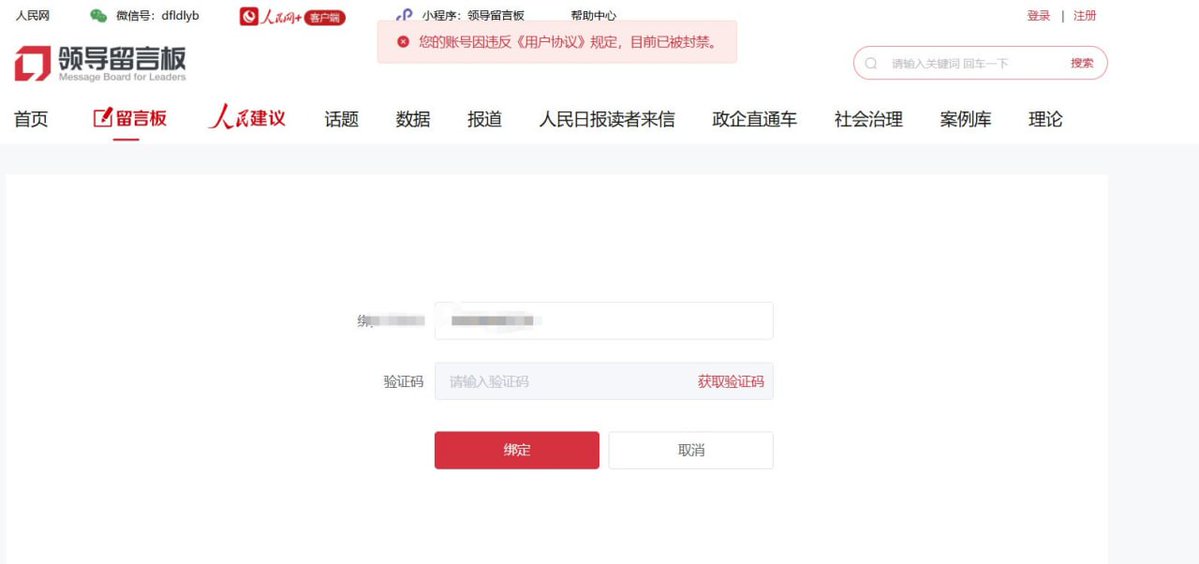 人民网 微信号：dfldlyb 人民网+ 客户端 小程序：领导留言板 帮助中心 登录 | 注册
您的账号因违反《用户协议》规定，目前已被封禁。
领导留言板
Message Board for Leaders
请输入关键词 回车一下 搜索
首页 留言板 人民建议 话题 数据 报道 人民日报读者来信 政企直通车 社会治理 案例库 理论
验证码 请输入验证码 获取验证码
绑定 取消